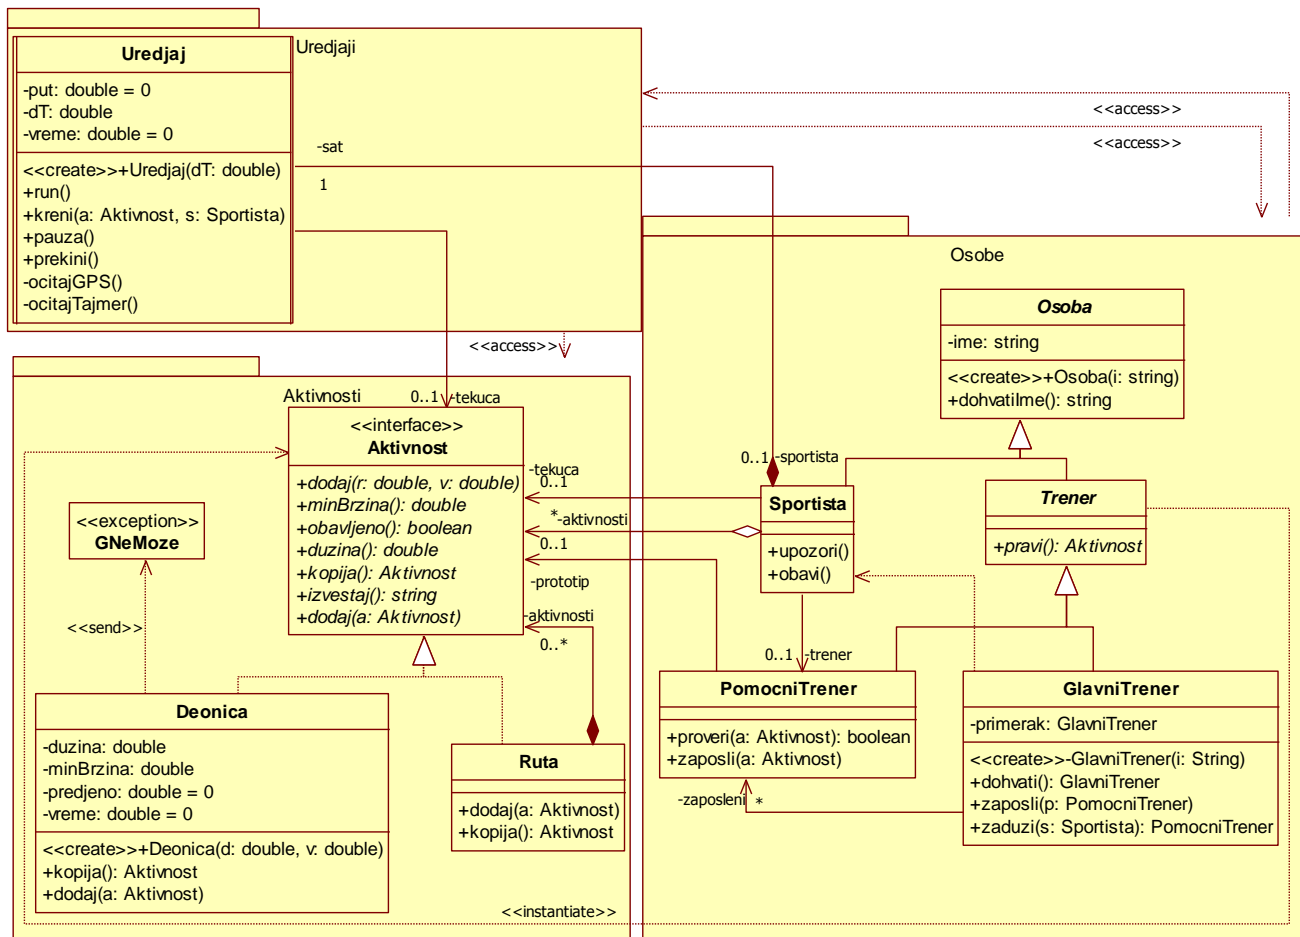 Uredjaji
Uredjaj
-put: double = 0
-dT: double
-vreme: double = 0
<<create>>+Uredjaj(dT: double)
+run()
+kreni(a: Aktivnost, s: Sportista)
+pauza()
+prekini()
-ocitajGPS()
-ocitajTajmer()
-sat
1
<<access>>
<<access>>
<<access>>
Osobe
Osoba
-ime: string
<<create>>+Osoba(i: string)
+dohvatiIme(): string
Aktivnosti
0..1
-tekuca
<<interface>>
Aktivnost
+dodaj(r: double, v: double)
+minBrzina(): double
+obavljeno(): boolean
+duzina(): double
+kopija(): Aktivnost
+izvestaj(): string
+dodaj(a: Aktivnost)
-tekuca
0..1
*
-aktivnosti
0..1
-prototip
-aktivnosti
0..*
0..1
-sportista
Sportista
+upozori()
+obavi()
Trener
+pravi(): Aktivnost
<<exception>>
GNeMoze
<<send>>
0..1
-trener
PomocniTrener
+proveri(a: Aktivnost): boolean
+zaposli(a: Aktivnost)
GlavniTrener
-primerak: GlavniTrener
<<create>>-GlavniTrener(i: String)
+dohvati(): GlavniTrener
+zaposli(p: PomocniTrener)
+zaduzi(s: Sportista): PomocniTrener
-zaposleni
*
Deonica
-duzina: double
-minBrzina: double
-predjeno: double = 0
-vreme: double = 0
<<create>>+Deonica(d: double, v: double)
+kopija(): Aktivnost
+dodaj(a: Aktivnost)
Ruta
+dodaj(a: Aktivnost)
+kopija(): Aktivnost
<<instantiate>>